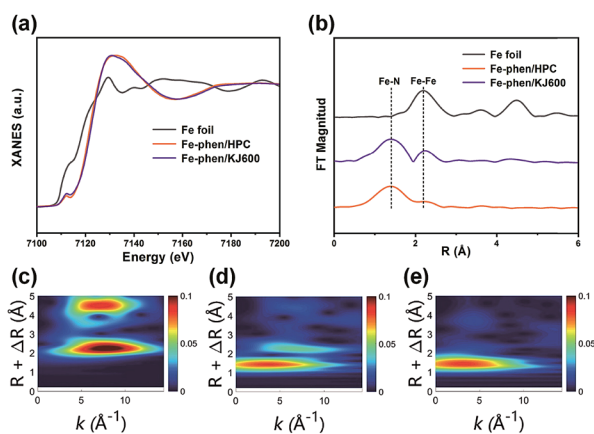 (a)
XANES (a.u.)
Fe foil
Fe-phen/HPC
Fe-phen/KJ600
7100 7120 7140 7160 7180 7200
Energy (eV)
(b)
FT Magnitud
Fe foil
Fe-phen/HPC
Fe-phen/KJ600
Fe-N Fe-Fe
0 2 4 6
R (Å)
(c)
R + ΔR (Å)
5
4
3
2
1
0
0 5 10
k (Å⁻¹)
0.1
0.05
0
(d)
5
4
3
2
1
0
0 5 10
k (Å⁻¹)
0.1
0.05
0
(e)
R + ΔR (Å)
5
4
3
2
1
0
0 5 10
k (Å⁻¹)
0.1
0.05
0